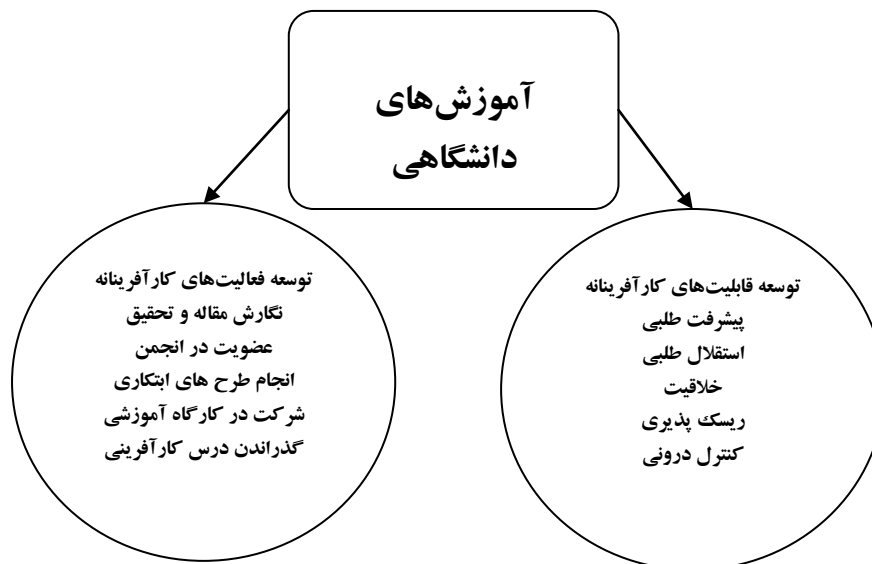 آموزش‌های
دانشگاهی
توسعه قابلیت‌های کارآفرینانه
پیشرفت طلبی
استقلال طلبی
خلاقیت
ریسک پذیری
کنترل درونی
توسعه فعالیت‌های کارآفرینانه
نگارش مقاله و تحقیق
عضویت در انجمن
انجام طرح های ابتکاری
شرکت در کارگاه آموزشی
گذراندن درس کارآفرینی